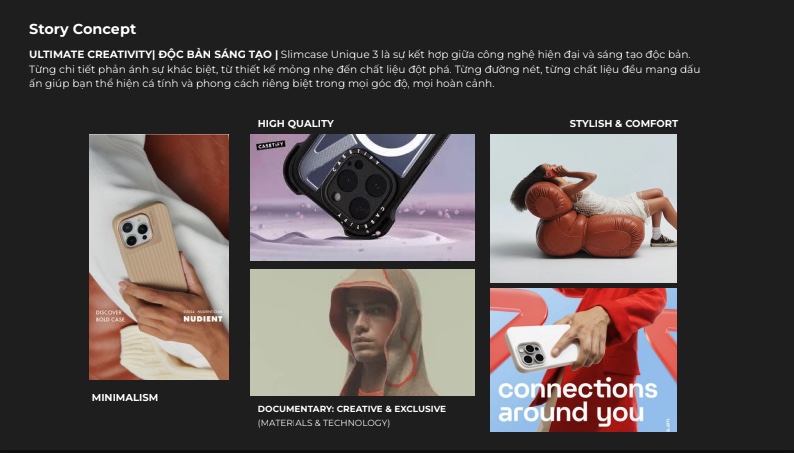 Story Concept
ULTIMATE CREATIVITY| ĐỘC BẢN SÁNG TẠO | Slimcase Unique 3 là sự kết hợp giữa công nghệ hiện đại và sáng tạo độc bản.
Từng chi tiết phản ánh sự khác biệt, từ thiết kế mỏng nhẹ đến chất liệu đột phá. Từng đường nét, từng chất liệu đều mang dấu
ấn giúp bạn thể hiện cá tính và phong cách riêng biệt trong mọi góc độ, mọi hoàn cảnh.
HIGH QUALITY
STYLISH & COMFORT
CASETiFY
CASETIFY
CASETIFY
DISCOVER
BOLD CASE
NUDIENT
connections
around you
MINIMALISM
DOCUMENTARY: CREATIVE & EXCLUSIVE
(MATERIALS & TECHNOLOGY)